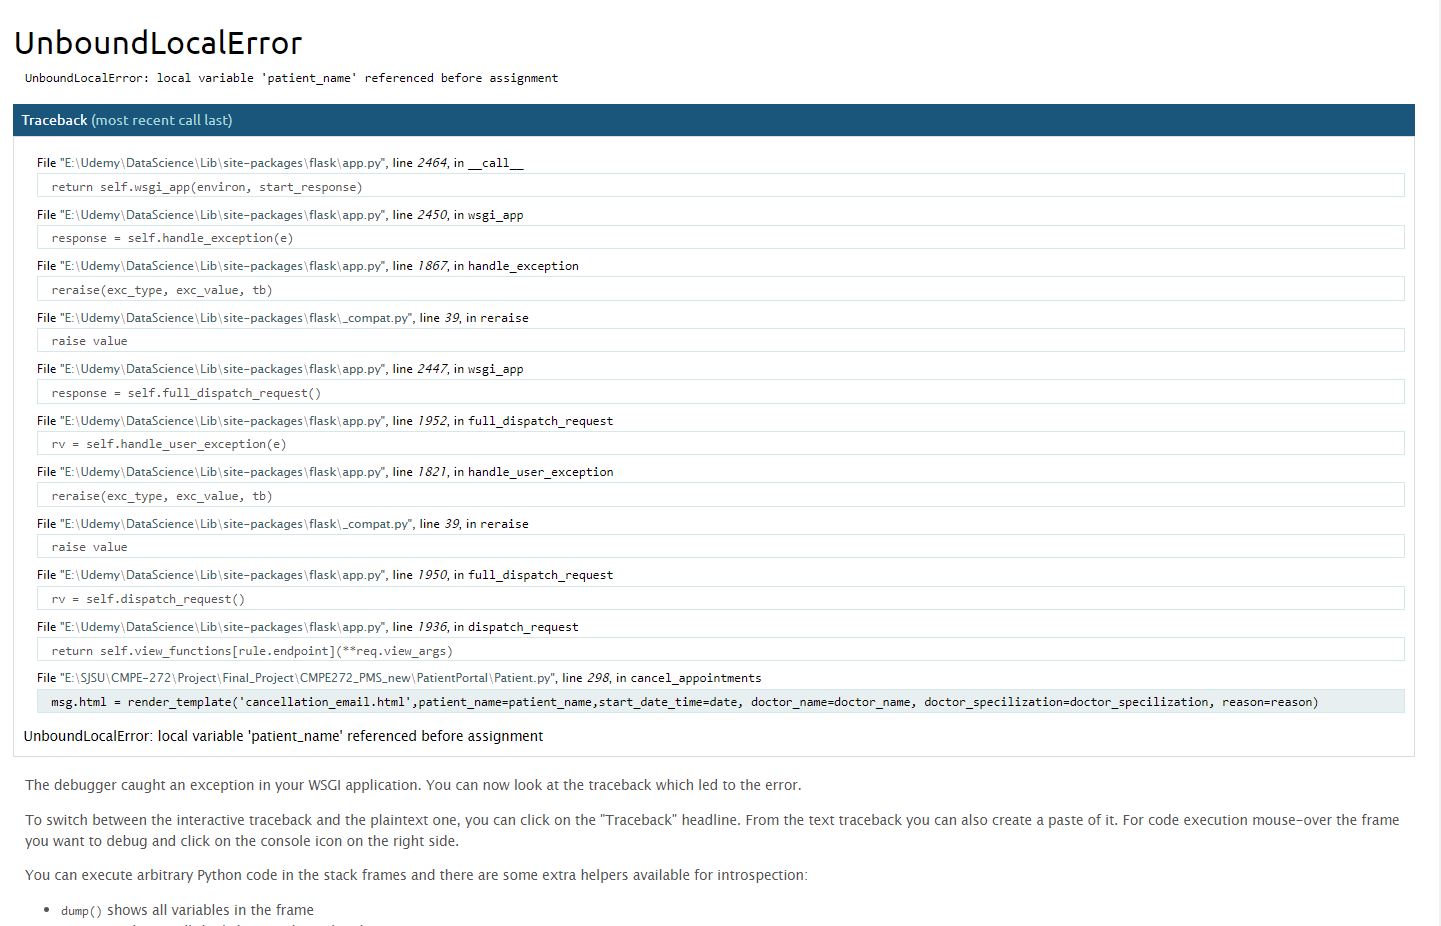 UnboundLocalError
UnboundLocalError: local variable 'patient_name' referenced before assignment
Traceback (most recent call last)
File "E:\Udemy\DataScience\Lib\site-packages\flask\app.py", line 2464, in __call__
return self.wsgi_app(environ, start_response)
File "E:\Udemy\DataScience\Lib\site-packages\flask\app.py", line 2450, in wsgi_app
response = self.handle_exception(e)
File "E:\Udemy\DataScience\Lib\site-packages\flask\app.py", line 1867, in handle_exception
reraise(exc_type, exc_value, tb)
File "E:\Udemy\DataScience\Lib\site-packages\flask\_compat.py", line 39, in reraise
raise value
File "E:\Udemy\DataScience\Lib\site-packages\flask\app.py", line 2447, in wsgi_app
response = self.full_dispatch_request()
File "E:\Udemy\DataScience\Lib\site-packages\flask\app.py", line 1952, in full_dispatch_request
rv = self.handle_user_exception(e)
File "E:\Udemy\DataScience\Lib\site-packages\flask\app.py", line 1821, in handle_user_exception
reraise(exc_type, exc_value, tb)
File "E:\Udemy\DataScience\Lib\site-packages\flask\_compat.py", line 39, in reraise
raise value
File "E:\Udemy\DataScience\Lib\site-packages\flask\app.py", line 1950, in full_dispatch_request
rv = self.dispatch_request()
File "E:\Udemy\DataScience\Lib\site-packages\flask\app.py", line 1936, in dispatch_request
return self.view_functions[rule.endpoint](**req.view_args)
File "E:\SJSU\CMPE-272\Project\Final_Project\CMPE272_PMS_new\PatientPortal\Patient.py", line 298, in cancel_appointments
msg.html = render_template('cancellation_email.html',patient_name=patient_name,start_date_time=date, doctor_name=doctor_name, doctor_specilization=doctor_specilization, reason=reason)
UnboundLocalError: local variable 'patient_name' referenced before assignment
The debugger caught an exception in your WSGI application. You can now look at the traceback which led to the error.
To switch between the interactive traceback and the plaintext one, you can click on the "Traceback" headline. From the text traceback you can also create a paste of it. For code execution mouse-over the frame
you want to debug and click on the console icon on the right side.
You can execute arbitrary Python code in the stack frames and there are some extra helpers available for introspection:
• dump() shows all variables in the frame